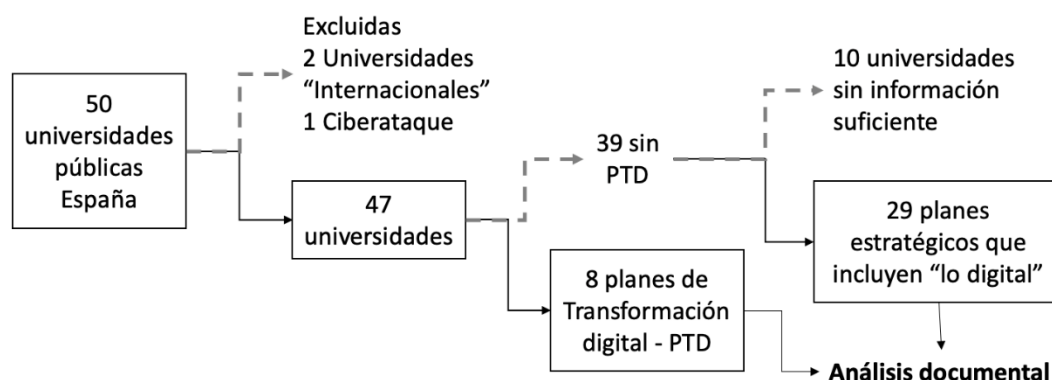 50
universidades
públicas
España
Excluidas
2 Universidades
“Internacionales”
1 Ciberataque
47
universidades
39 sin
PTD
8 planes de
Transformación
digital - PTD
10 universidades
sin información
suficiente
29 planes
estratégicos que
incluyen “lo digital”
Análisis documental